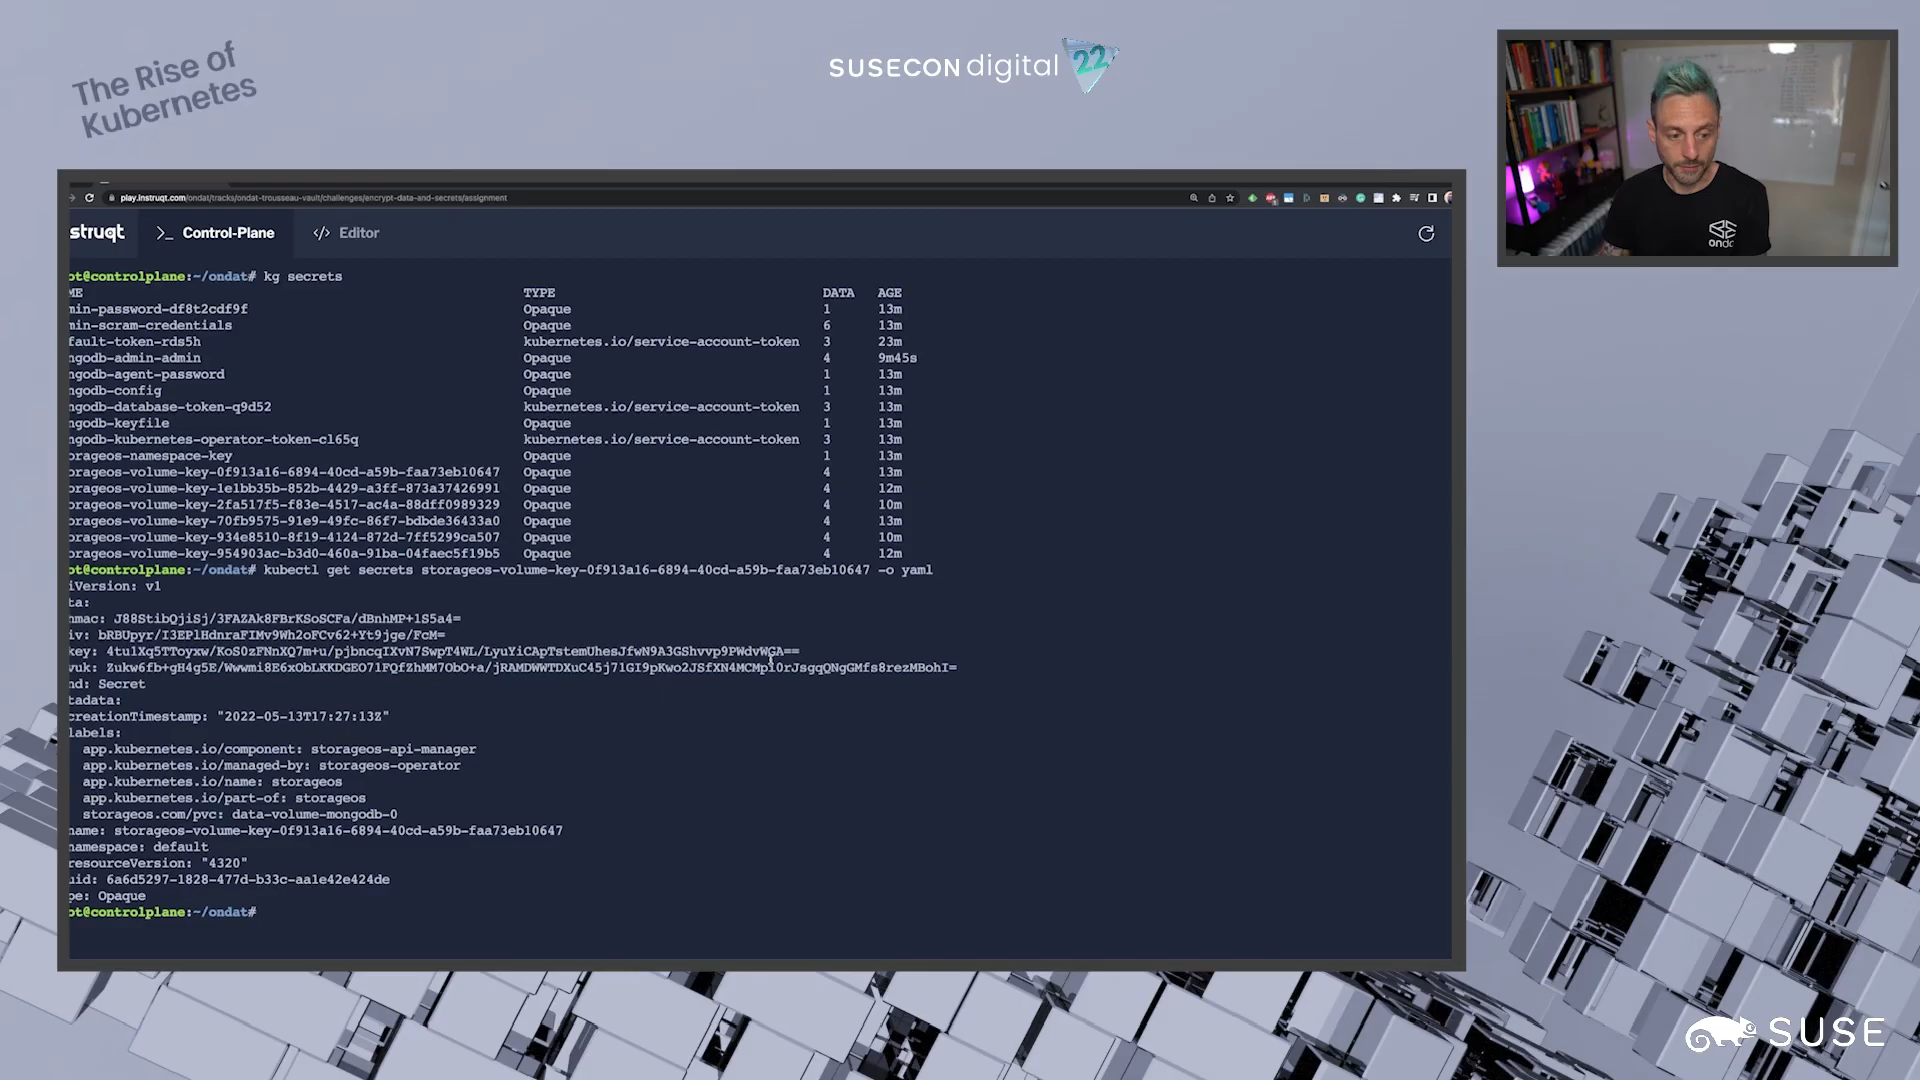 The Rise of
Kubernetes
SUSECON digital 22
play.instruqt.com/ondat/tracks/ondat-trousseau-vault/challenges/encrypt-data-and-secrets/assignment
struqt >_ Control-Plane </> Editor
ot@controlplane:~/ondat# kg secrets
ME TYPE DATA AGE
min-password-df8t2cdf9f Opaque 1 13m
min-scram-credentials Opaque 6 13m
fault-token-rds5h kubernetes.io/service-account-token 3 23m
ngodb-admin-admin Opaque 4 9m45s
ngodb-agent-password Opaque 1 13m
ngodb-config Opaque 1 13m
ngodb-database-token-q9d52 kubernetes.io/service-account-token 3 13m
ngodb-keyfile Opaque 1 13m
ngodb-kubernetes-operator-token-cl65q kubernetes.io/service-account-token 3 13m
orageos-namespace-key Opaque 1 13m
orageos-volume-key-0f913a16-6894-40cd-a59b-faa73eb10647 Opaque 4 13m
orageos-volume-key-1e1bb35b-852b-4429-a3ff-873a37426991 Opaque 4 12m
orageos-volume-key-2fa517f5-f83e-4517-ac4a-88dff0989329 Opaque 4 10m
orageos-volume-key-70fb9575-91e9-49fc-86f7-bdbde36433a0 Opaque 4 13m
orageos-volume-key-934e8510-8f19-4124-872d-7ff5299ca507 Opaque 4 10m
orageos-volume-key-954903ac-b3d0-460a-91ba-04faec5f19b5 Opaque 4 12m
ot@controlplane:~/ondat# kubectl get secrets storageos-volume-key-0f913a16-6894-40cd-a59b-faa73eb10647 -o yaml
iVersion: v1
ta:
hmac: J88StibQjiSj/3FAZAk8FBrKSoSCFa/dBnhMP+1S5a4=
iv: bRBUpyr/I3EPlHdnraFIMv9Wh2oFCv62+Yt9jge/FcM=
key: 4tulXq5TToyxw/KoS0zFNnXQ7m+u/pjbncqIXvN7SwpT4WL/LyuYiCApTstemUhesJfwN9A3GShvvp9PWdvWGA==
vuk:
nd: Secret
tadata:
creationTimestamp: "2022-05-13T17:27:13Z"
labels:
app.kubernetes.io/component: storageos-api-manager
app.kubernetes.io/managed-by: storageos-operator
app.kubernetes.io/name: storageos
app.kubernetes.io/part-of: storageos
storageos.com/pvc: data-volume-mongodb-0
name: storageos-volume-key-0f913a16-6894-40cd-a59b-faa73eb10647
namespace: default
resourceVersion: "4320"
uid: 6a6d5297-1828-477d-b33c-aa1e42e424de
pe: Opaque
ot@controlplane:~/ondat#
SUSE